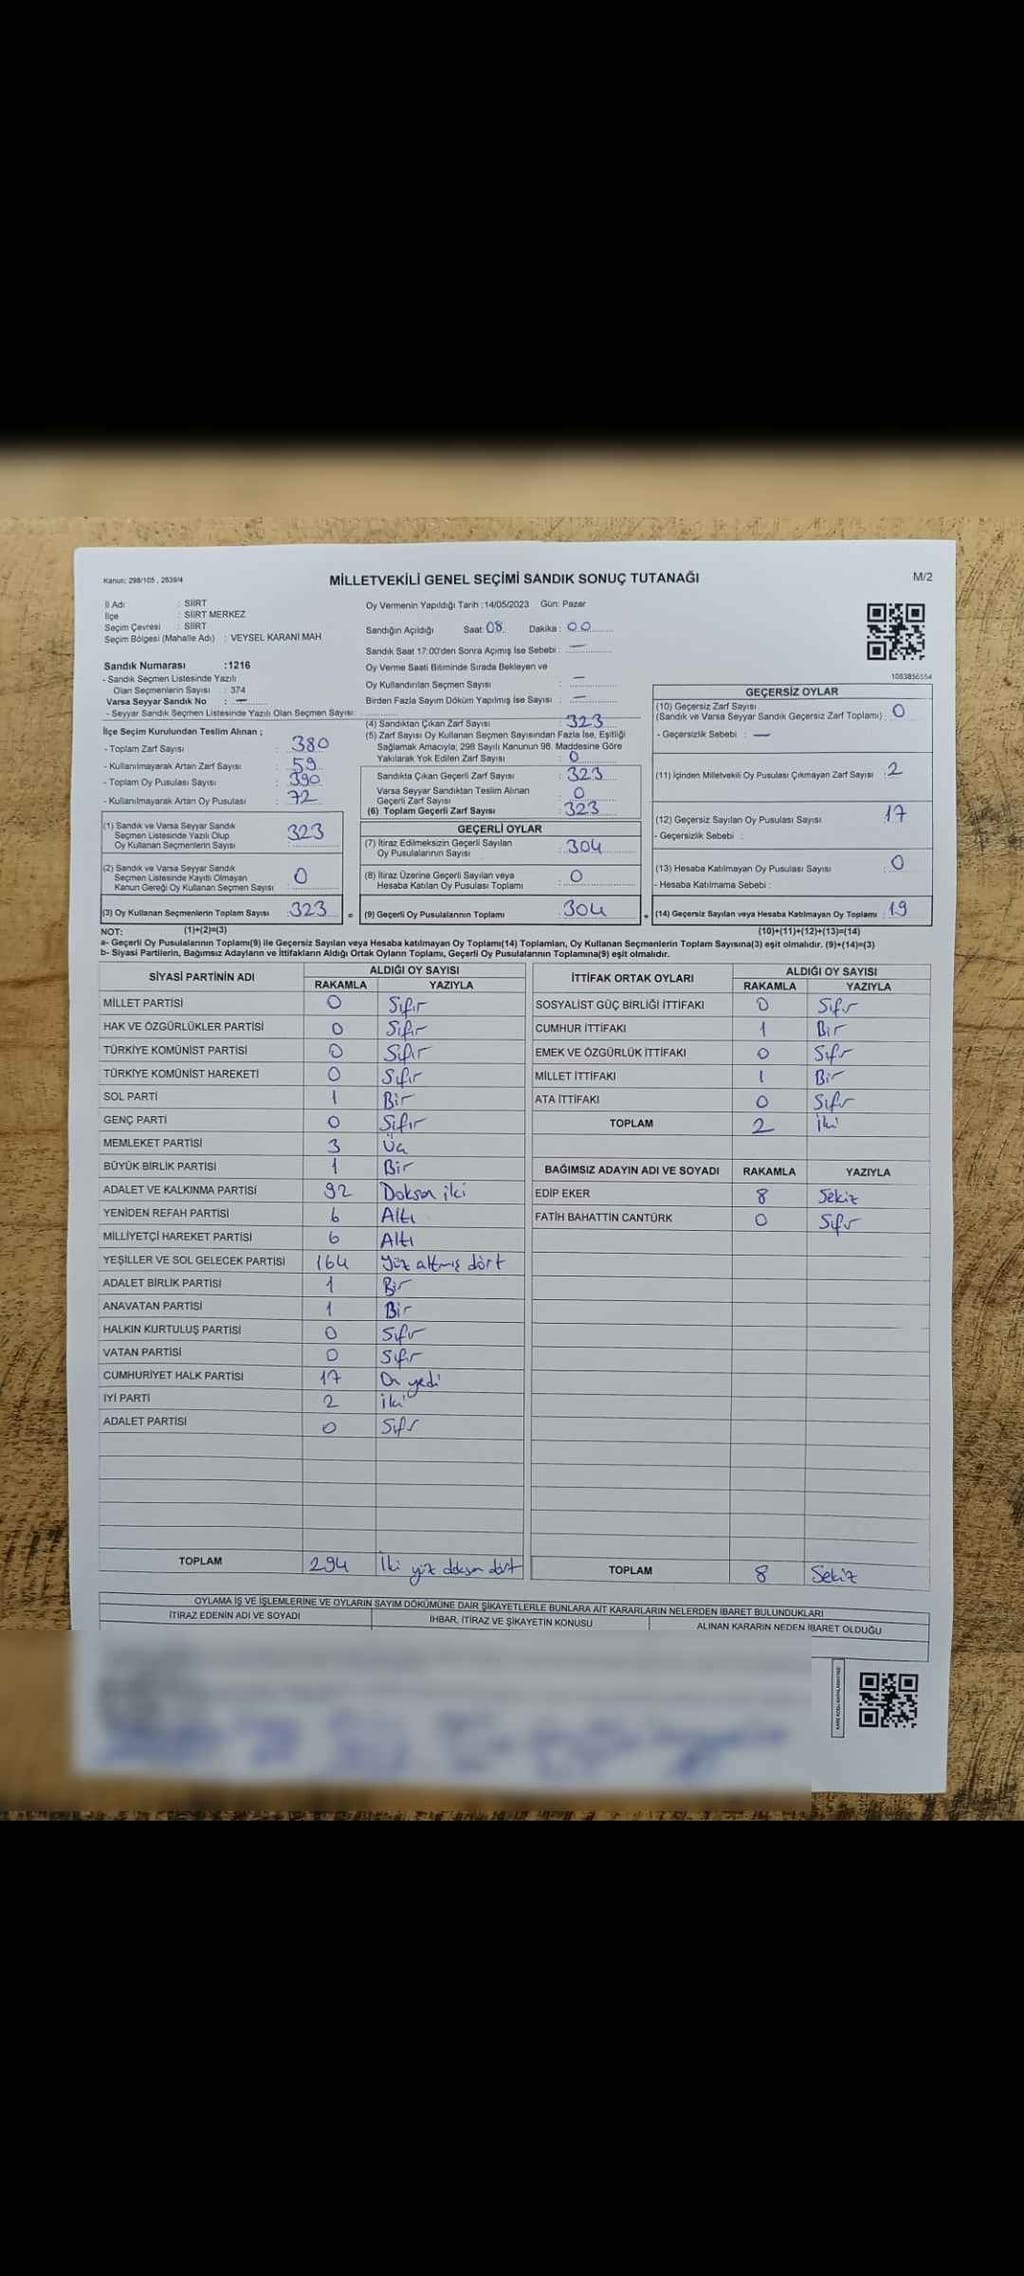 Kanun: 298/105 , 2839/4
MİLLETVEKİLİ GENEL SEÇİMİ SANDIK SONUÇ TUTANAĞI
M/2
İl Adı : SİİRT
İlçe : SİİRT MERKEZ
Seçim Çevresi : SİİRT
Seçim Bölgesi (Mahalle Adı) : VEYSEL KARANİ MAH.
Oy Vermenin Yapıldığı Tarih :14/05/2023 Gün: Pazar
Sandığın Açıldığı Saat 08 Dakika : 00
Sandık Saat 17:00'den Sonra Açımış İse Sebebi : —
Oy Verme Saati Bitiminde Sırada Bekleyen ve
Oy Kullandırılan Seçmen Sayısı : —
Birden Fazla Sayım Döküm Yapılmış İse Sayısı : —
1083856554
Sandık Numarası :1216
- Sandık Seçmen Listesinde Yazılı
Olan Seçmenlerin Sayısı : 374
Varsa Seyyar Sandık No : —
- Seyyar Sandık Seçmen Listesinde Yazılı Olan Seçmen Sayısı:
İlçe Seçim Kurulundan Teslim Alınan ;
- Toplam Zarf Sayısı : 380
- Kullanılmayarak Artan Zarf Sayısı : 59
- Toplam Oy Pusulası Sayısı : 390
- Kullanılmayarak Artan Oy Pusulası : 72
(1) Sandık ve Varsa Seyyar Sandık
Seçmen Listesinde Yazılı Olup
Oy Kullanan Seçmenlerin Sayısı : 323
(2) Sandık ve Varsa Seyyar Sandık
Seçmen Listesinde Kayıtlı Olmayan
Kanun Gereği Oy Kullanan Seçmen Sayısı : 0
(3) Oy Kullanan Seçmenlerin Toplam Sayısı : 323 =
(4) Sandıktan Çıkan Zarf Sayısı : 323
(5) Zarf Sayısı Oy Kullanan Seçmen Sayısından Fazla İse, Eşitliği
Sağlamak Amacıyla; 298 Sayılı Kanunun 98. Maddesine Göre
Yakılarak Yok Edilen Zarf Sayısı : 0
Sandıkta Çıkan Geçerli Zarf Sayısı : 323
Varsa Seyyar Sandıktan Teslim Alınan
Geçerli Zarf Sayısı : 0
(6) Toplam Geçerli Zarf Sayısı : 323
GEÇERLİ OYLAR
(7) İtiraz Edilmeksizin Geçerli Sayılan
Oy Pusulalarının Sayısı : 304
(8) İtiraz Üzerine Geçerli Sayılan veya
Hesaba Katılan Oy Pusulası Toplamı : 0
(9) Geçerli Oy Pusulalarının Toplamı : 304 +
GEÇERSİZ OYLAR
(10) Geçersiz Zarf Sayısı
(Sandık ve Varsa Seyyar Sandık Geçersiz Zarf Toplamı) : 0
- Geçersizlik Sebebi : —
(11) İçinden Milletvekili Oy Pusulası Çıkmayan Zarf Sayısı : 2
(12) Geçersiz Sayılan Oy Pusulası Sayısı : 17
- Geçersizlik Sebebi :
(13) Hesaba Katılmayan Oy Pusulası Sayısı : 0
- Hesaba Katılmama Sebebi :
(14) Geçersiz Sayılan veya Hesaba Katılmayan Oy Toplamı : 19
NOT: (1)+(2)=(3) (10)+(11)+(12)+(13)=(14)
a- Geçerli Oy Pusulalarının Toplamı(9) ile Geçersiz Sayılan veya Hesaba katılmayan Oy Toplamı(14) Toplamları, Oy Kullanan Seçmenlerin Toplam Sayısına(3) eşit olmalıdır. (9)+(14)=(3)
b- Siyasi Partilerin, Bağımsız Adayların ve İttifakların Aldığı Ortak Oyların Toplamı, Geçerli Oy Pusulalarının Toplamına(9) eşit olmalıdır.
SİYASİ PARTİNİN ADI ALDIĞI OY SAYISI
RAKAMLA YAZIYLA
MİLLET PARTİSİ 0 Sıfır
HAK VE ÖZGÜRLÜKLER PARTİSİ 0 Sıfır
TÜRKİYE KOMÜNİST PARTİSİ 0 Sıfır
TÜRKİYE KOMÜNİST HAREKETİ 0 Sıfır
SOL PARTİ 1 Bir
GENÇ PARTİ 0 Sıfır
MEMLEKET PARTİSİ 3 Üç
BÜYÜK BİRLİK PARTİSİ 1 Bir
ADALET VE KALKINMA PARTİSİ 92 Doksan iki
YENİDEN REFAH PARTİSİ 6 Altı
MİLLİYETÇİ HAREKET PARTİSİ 6 Altı
YEŞİLLER VE SOL GELECEK PARTİSİ 164 Yüz altmış dört
ADALET BİRLİK PARTİSİ 1 Bir
ANAVATAN PARTİSİ 1 Bir
HALKIN KURTULUŞ PARTİSİ 0 Sıfır
VATAN PARTİSİ 0 Sıfır
CUMHURİYET HALK PARTİSİ 17 On yedi
İYİ PARTİ 2 iki
ADALET PARTİSİ 0 Sıfır
TOPLAM 294 İki yüz doksan dört
İTTİFAK ORTAK OYLARI ALDIĞI OY SAYISI
RAKAMLA YAZIYLA
SOSYALİST GÜÇ BİRLİĞİ İTTİFAKI 0 Sıfır
CUMHUR İTTİFAKI 1 Bir
EMEK VE ÖZGÜRLÜK İTTİFAKI 0 Sıfır
MİLLET İTTİFAKI 1 Bir
ATA İTTİFAKI 0 Sıfır
TOPLAM 2 İki
BAĞIMSIZ ADAYIN ADI VE SOYADI RAKAMLA YAZIYLA
EDİP EKER 8 Sekiz
FATİH BAHATTİN CANTÜRK 0 Sıfır
TOPLAM 8 Sekiz
OYLAMA İŞ VE İŞLEMLERİNE VE OYLARIN SAYIM DÖKÜMÜNE DAİR ŞİKAYETLERLE BUNLARA AİT KARARLARIN NELERDEN İBARET BULUNDUKLARI
İTİRAZ EDENİN ADI VE SOYADI İHBAR, İTİRAZ VE ŞİKAYETİN KONUSU ALINAN KARARIN NEDEN İBARET OLDUĞU